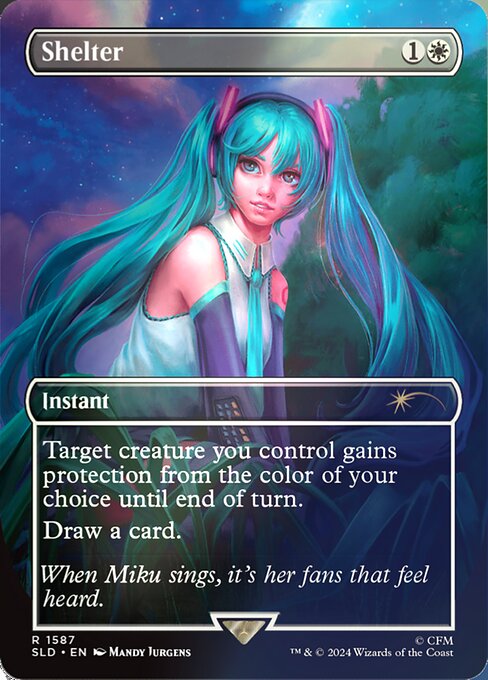 Shelter 1
Instant
Target creature you control gains
protection from the color of your
choice until end of turn.
Draw a card.
When Miku sings, it's her fans that feel
heard.
R 1587
SLD • EN Mandy Jurgens
© CFM
™ & © 2024 Wizards of the Coast